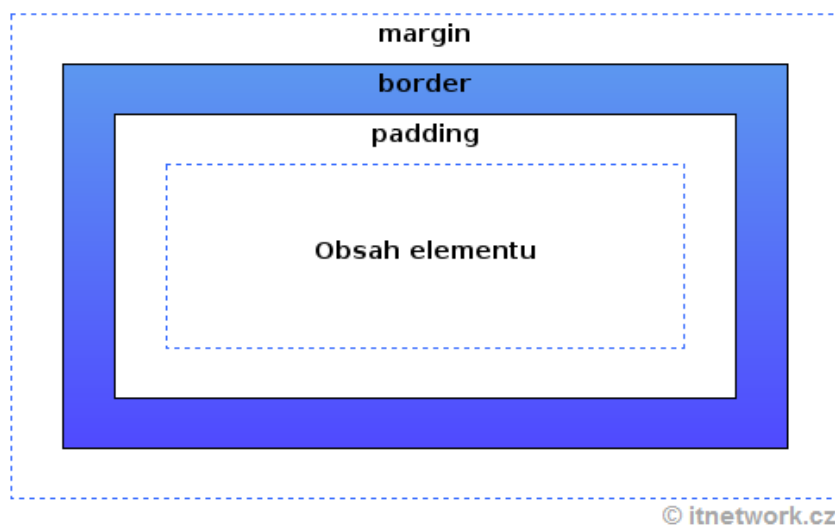 margin
border
padding
Obsah elementu
© itnetwork.cz